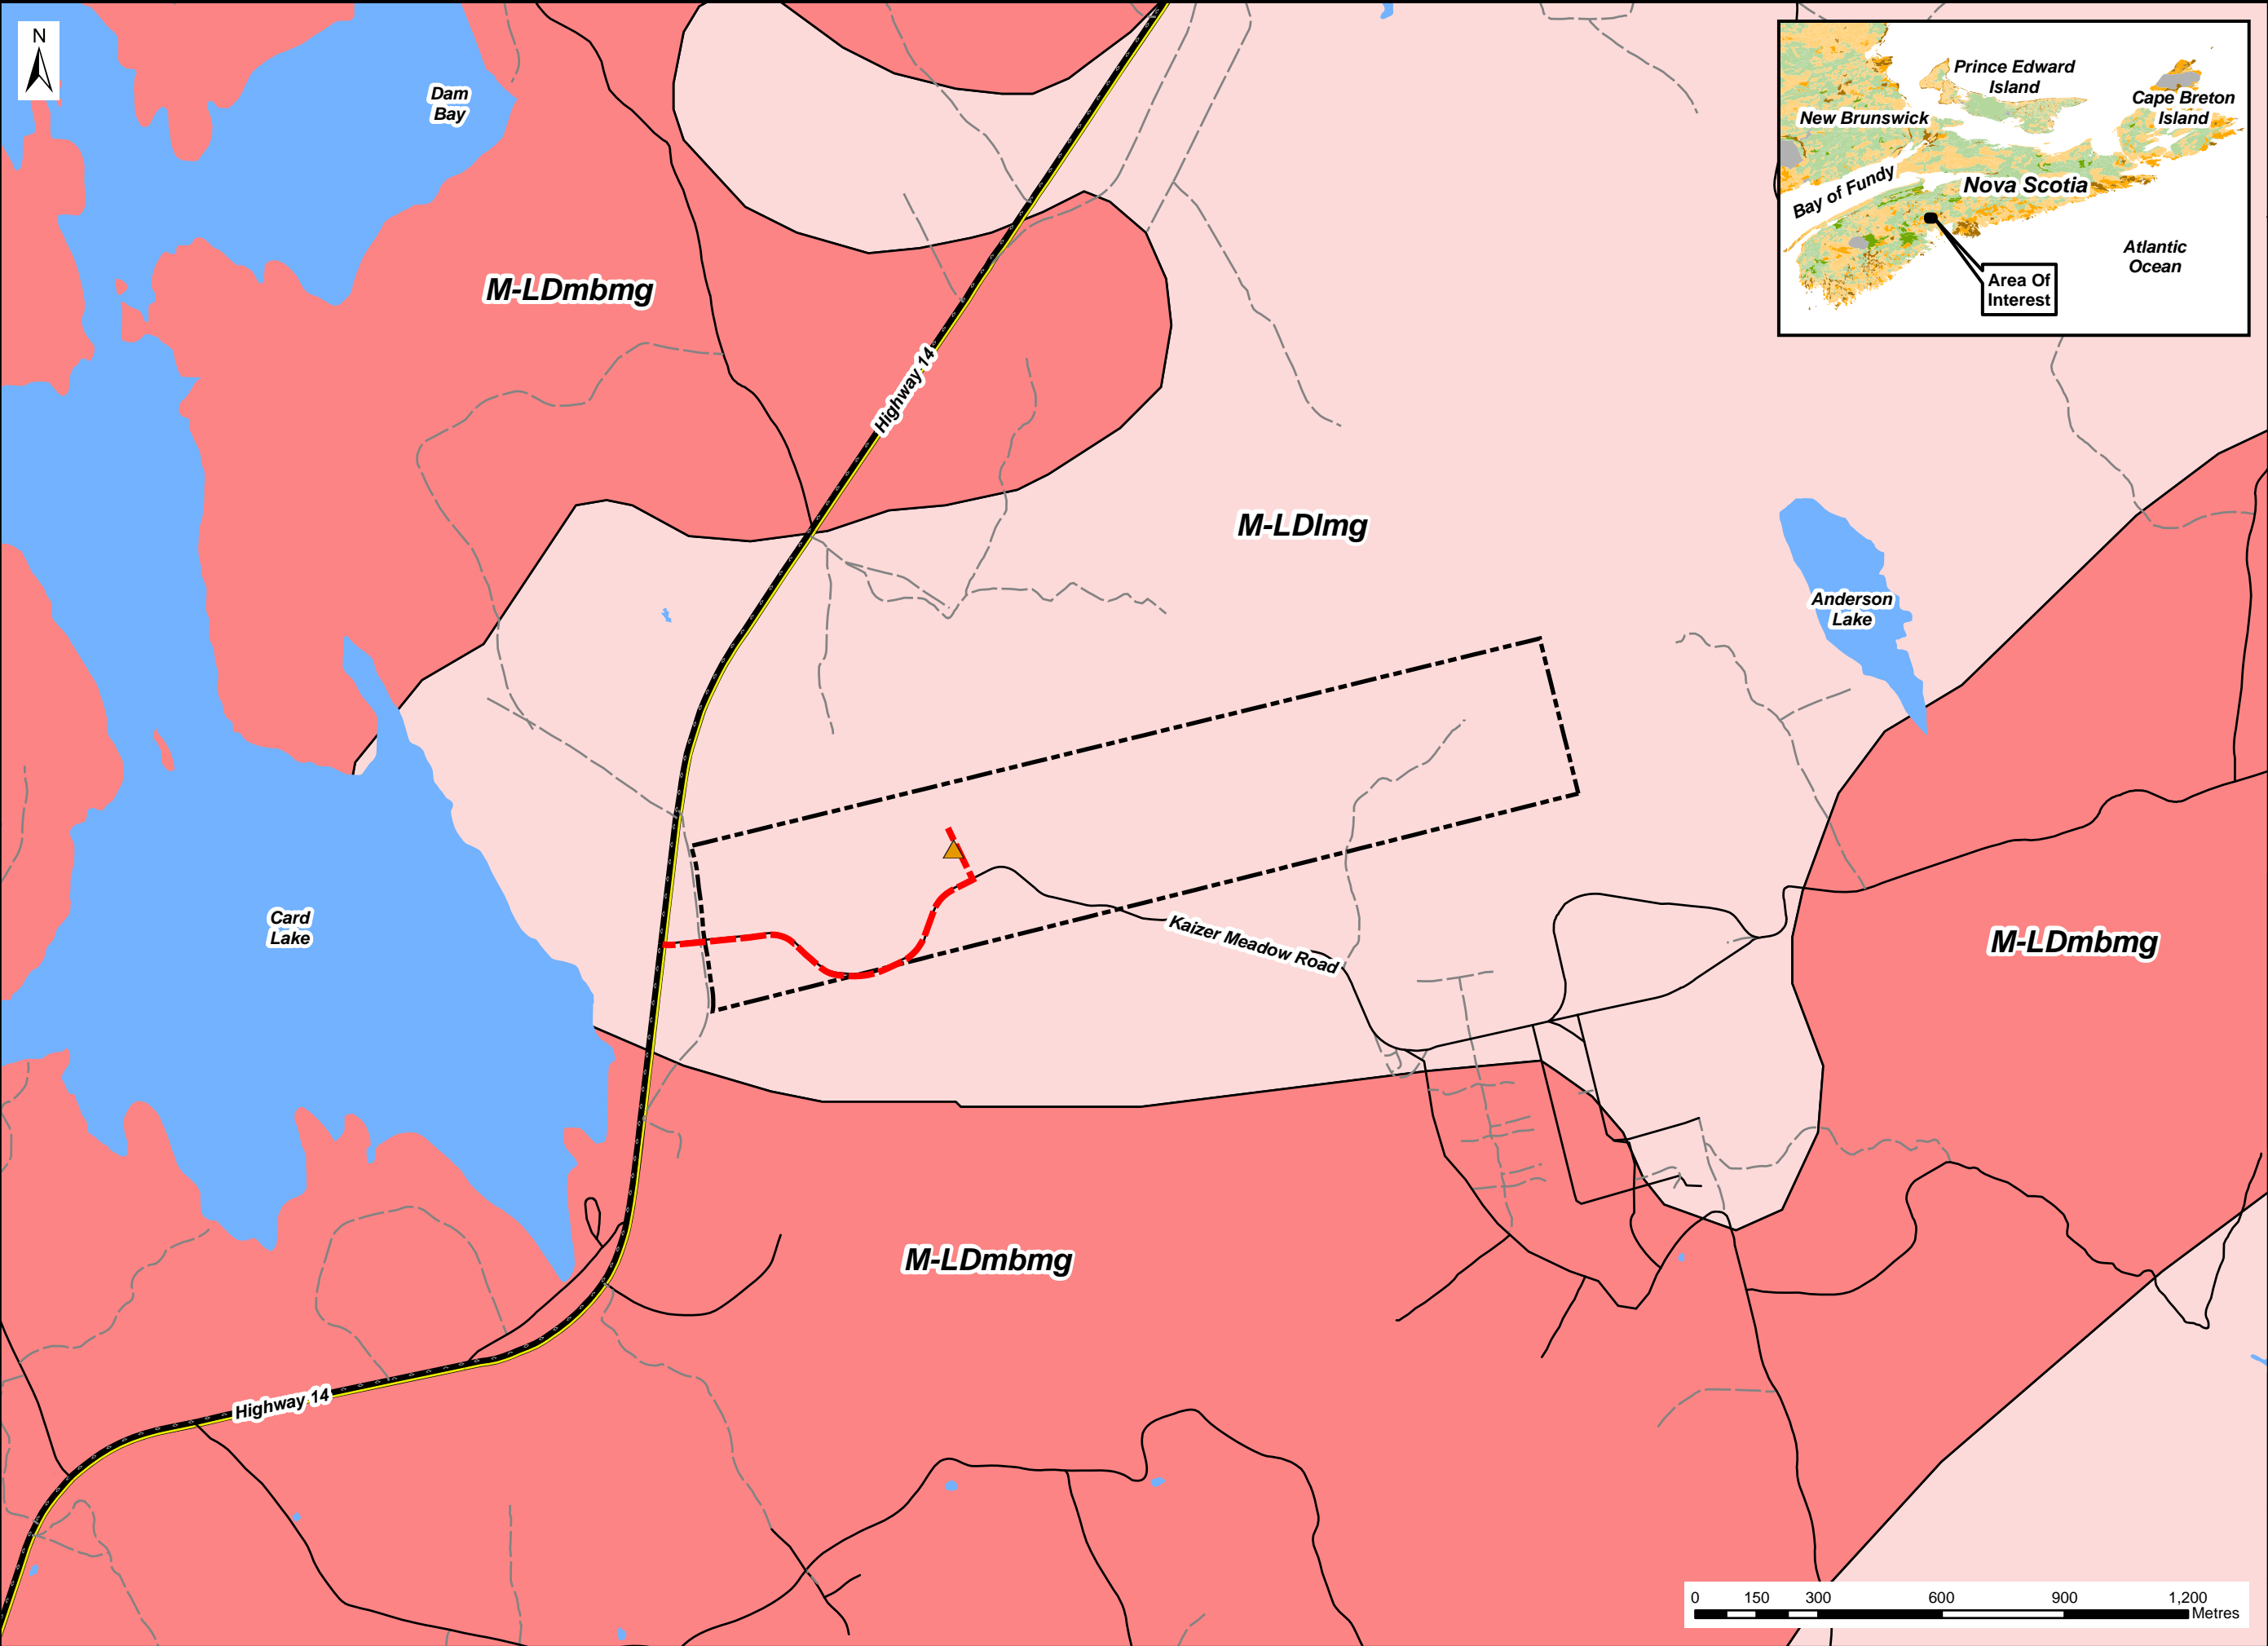 N
Dam
Bay
Prince Edward
Island
Cape Breton
Island
New Brunswick
Bay of Fundy
Nova Scotia
Atlantic
Ocean
Area Of
Interest
M-LDmbmg
Highway 14
M-LDlmg
Anderson
Lake
Card
Lake
Kaizer Meadow Road
M-LDmbmg
M-LDmbmg
Highway 14
0 150 300 600 900 1,200
Metres